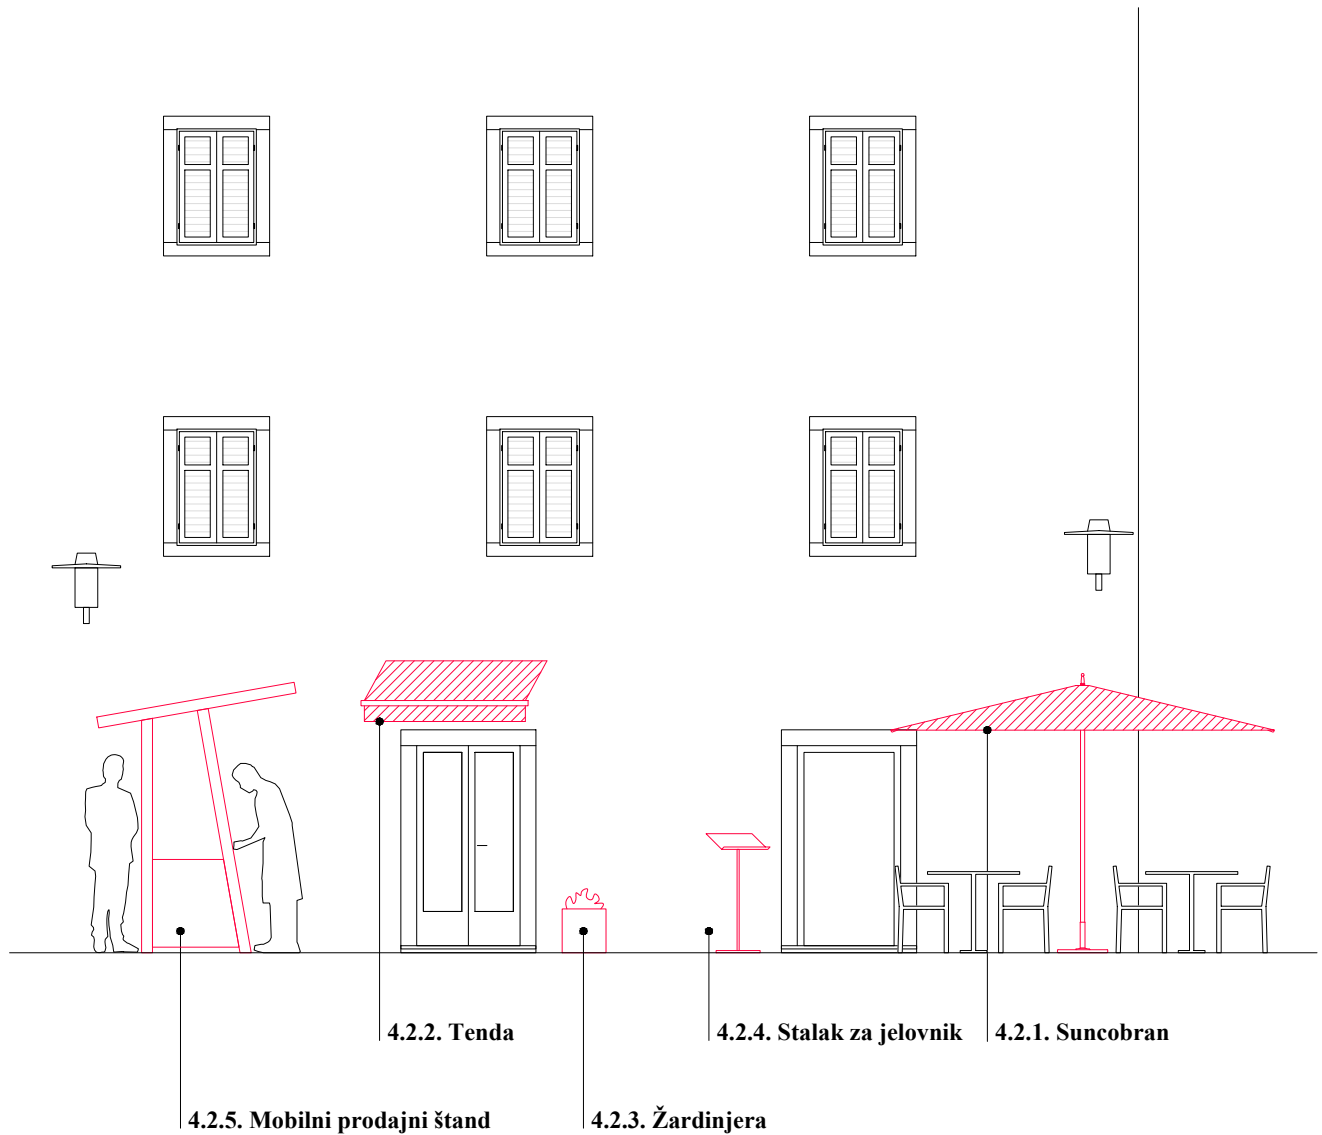 4.2.2. Tenda
4.2.4. Stalak za jelovnik
4.2.1. Suncobran
4.2.5. Mobilni prodajni štand
4.2.3. Žardinjera